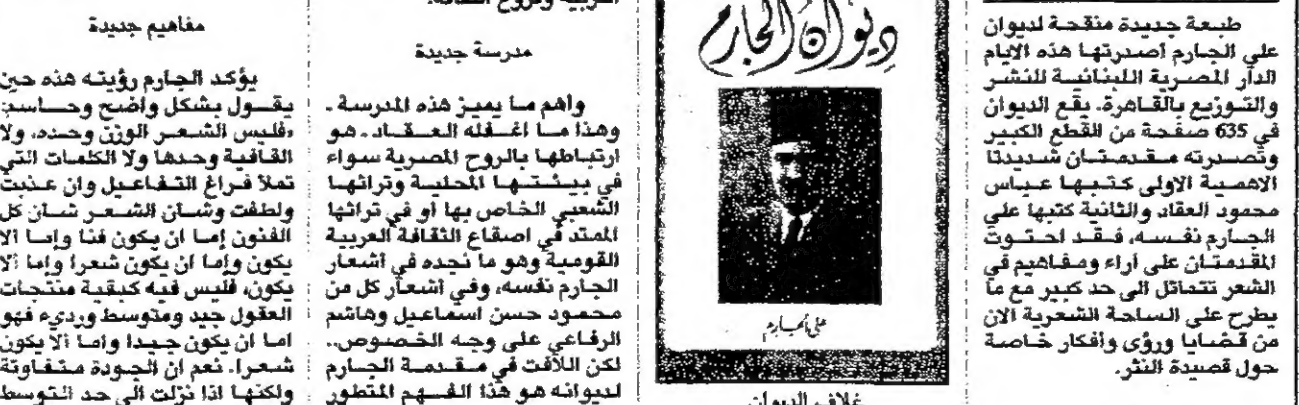 طبعة جديدة منقحة لديوان
علي الجارم اصدرتها هذه الايام
الدار المصرية اللبنانية للنشر
والتوزيع بالقاهرة. يقع الديوان
في 635 صفحة من القطع الكبير
وتصدرته مقدمتان شديدتا
الاهمية الاولى كتبها عباس
محمود العقاد والثانية كتبها علي
الجارم نفسه، فقد احتوت
المقدمتان على آراء ومفاهيم في
الشعر تتماثل الى حد كبير مع ما
يطرح على الساحة الشعرية الان
من قضايا ورؤى وأفكار خاصة
حول قصيدة النثر.
ديوان الجارم
علي الجارم
غلاف الديوان
مدرسة جديدة
واهم ما يميز هذه المدرسة ـ
وهذا ما اغفله العقاد ـ هو
ارتباطها بالروح المصرية سواء
في بيئتها المحلية وتراثها
الشعبي الخاص بها أو في تراثها
الممتد في اصقاع الثقافة العربية
القومية وهو ما نجده في اشعار
الجارم نفسه، وفي اشعار كل من
محمود حسن اسماعيل وهاشم
الرفاعي على وجه الخصوص..
لكن اللافت في مقدمة الجارم
لديوانه هو هذا الفهم المتطور
مفاهيم جديدة
يؤكد الجارم رؤيته هذه حين
يقول بشكل واضح وحاسم:
«فليس الشعر الوزن وحده، ولا
القافية وحدها ولا الكلمات التي
تملأ فراغ التفاعيل وان عذبت
ولطفت وشأن الشعر شأن كل
الفنون إما ان يكون فنا وإما ألا
يكون وإما ان يكون شعرا وإما ألا
يكون، فليس فيه كبقية منتجات
العقول جيد ومتوسط ورديء فهو
اما ان يكون جيدا واما ألا يكون
شعرا. نعم ان الجودة متفاوتة
ولكنها اذا نزلت الى حد التوسط